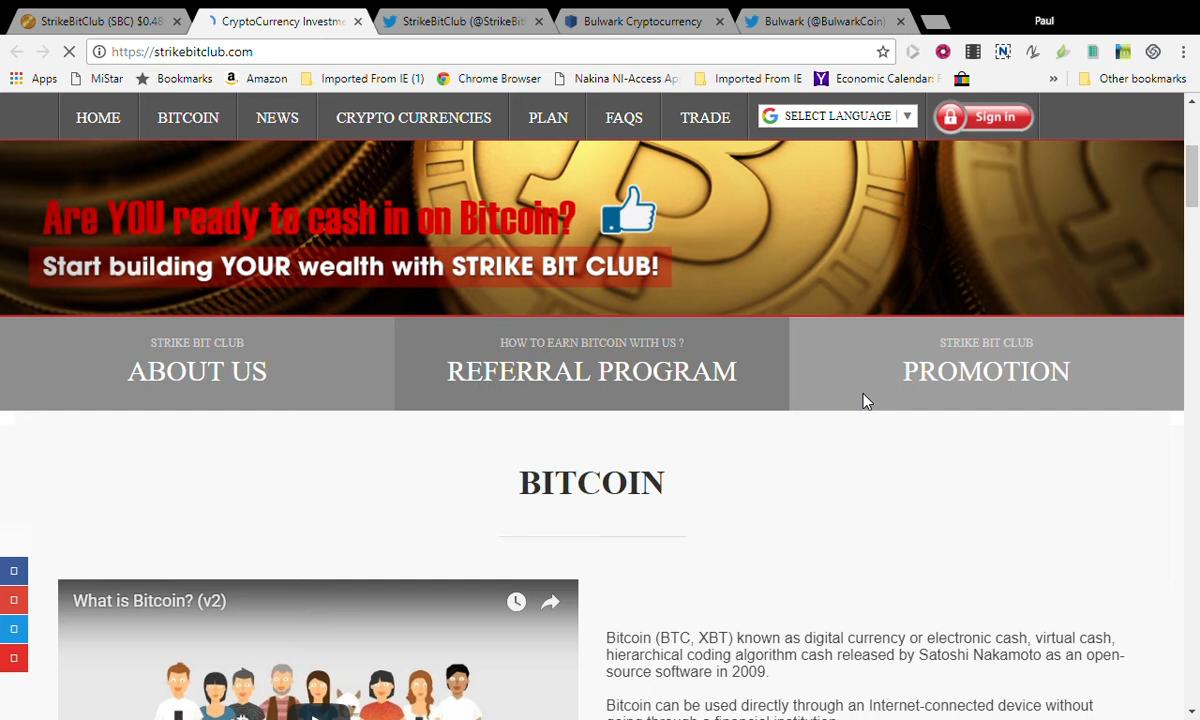 StrikeBitClub (SBC) $0.48
CryptoCurrency Investme
StrikeBitClub (@StrikeBit
Bulwark Cryptocurrency
Bulwark (@BulwarkCoin)
Paul
https://strikebitclub.com
Apps
MiStar
Bookmarks
Amazon
Imported From IE (1)
Chrome Browser
Nakina NI-Access Ap
Imported From IE
Economic Calendar: F
»
Other bookmarks
HOME
BITCOIN
NEWS
CRYPTO CURRENCIES
PLAN
FAQS
TRADE
SELECT LANGUAGE
Sign in
Are YOU ready to cash in on Bitcoin?
Start building YOUR wealth with STRIKE BIT CLUB!
STRIKE BIT CLUB
ABOUT US
HOW TO EARN BITCOIN WITH US ?
REFERRAL PROGRAM
STRIKE BIT CLUB
PROMOTION
BITCOIN
What is Bitcoin? (v2)
Bitcoin (BTC, XBT) known as digital currency or electronic cash, virtual cash,
hierarchical coding algorithm cash released by Satoshi Nakamoto as an open-
source software in 2009.
Bitcoin can be used directly through an Internet-connected device without
going through a financial institution.